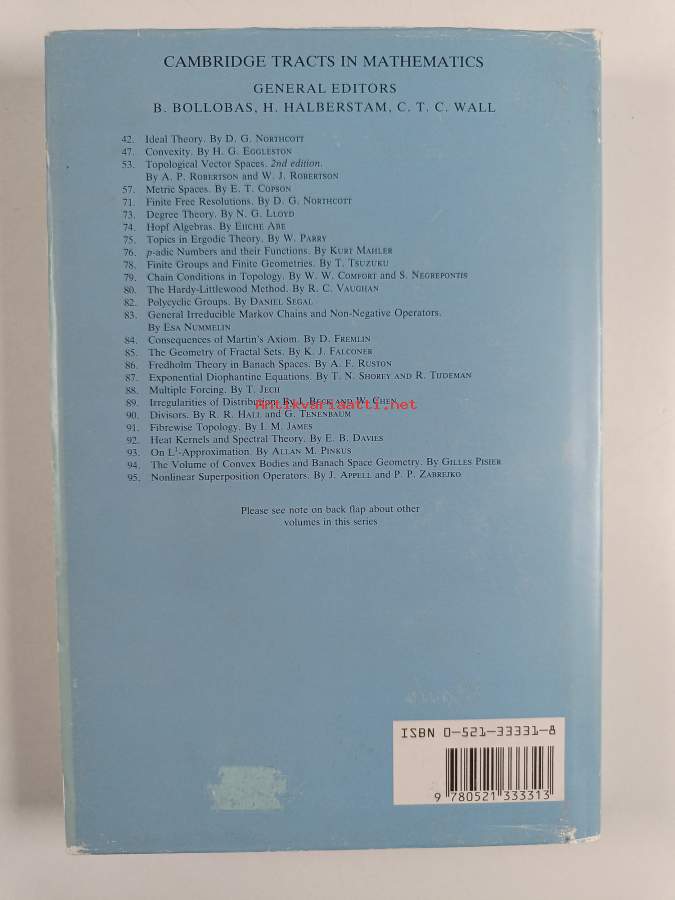 CAMBRIDGE TRACTS IN MATHEMATICS
GENERAL EDITORS
B. BOLLOBAS, H. HALBERSTAM, C. T. C. WALL
42. Ideal Theory. By D. G. NORTHCOTT
47. Convexity. By H. G. EGGLESTON
53. Topological Vector Spaces. 2nd edition.
By A. P. ROBERTSON and W. J. ROBERTSON
57. Metric Spaces. By E. T. COPSON
71. Finite Free Resolutions. By D. G. NORTHCOTT
73. Degree Theory. By N. G. LLOYD
74. Hopf Algebras. By EIICHE ABE
75. Topics in Ergodic Theory. By W. PARRY
76. p-adic Numbers and their Functions. By KURT MAHLER
78. Finite Groups and Finite Geometries. By T. TSUZUKU
79. Chain Conditions in Topology. By W. W. COMFORT and S. NEGREPONTIS
80. The Hardy-Littlewood Method. By R. C. VAUGHAN
82. Polycyclic Groups. By DANIEL SEGAL
83. General Irreducible Markov Chains and Non-Negative Operators.
By ESA NUMMELIN
84. Consequences of Martin's Axiom. By D. FREMLIN
85. The Geometry of Fractal Sets. By K. J. FALCONER
86. Fredholm Theory in Banach Spaces. By A. F. RUSTON
87. Exponential Diophantine Equations. By T. N. SHOREY AND R. TIJDEMAN
88. Multiple Forcing. By T. JECH
89. Irregularities of Distribution. By J. BECK AND W. CHEN
Antikvariaatti.net
90. Divisors. By R. R. HALL and G. TENENBAUM
91. Fibrewise Topology. By I. M. JAMES
92. Heat Kernels and Spectral Theory. By E. B. DAVIES
93. On L¹-Approximation. By ALLAN M. PINKUS
94. The Volume of Convex Bodies and Banach Space Geometry. By GILLES PISIER
95. Nonlinear Superposition Operators. By J. APPELL and P. P. ZABREJKO
Please see note on back flap about other
volumes in this series
ISBN 0-521-33331-8
9 780521 333313